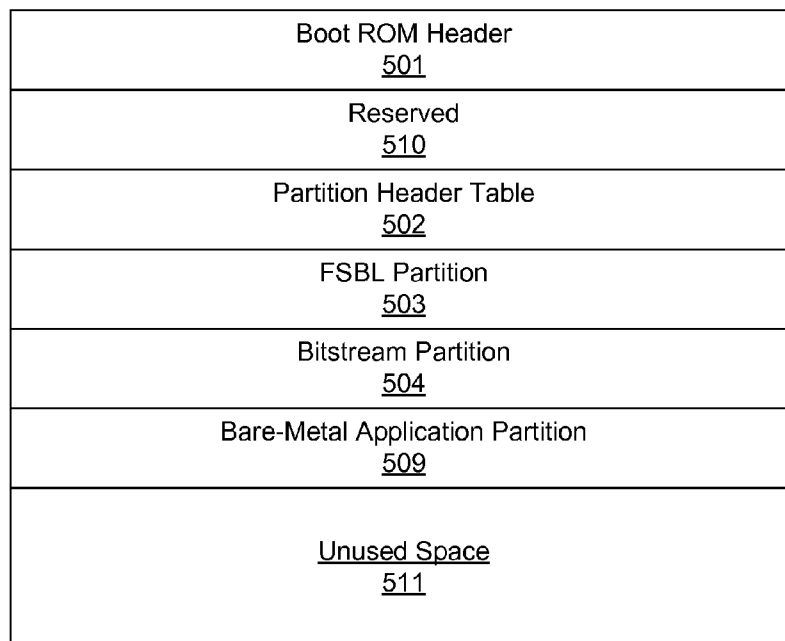 Boot ROM Header
501
Reserved
510
Partition Header Table
502
FSBL Partition
503
Bitstream Partition
504
Bare-Metal Application Partition
509
Unused Space
511